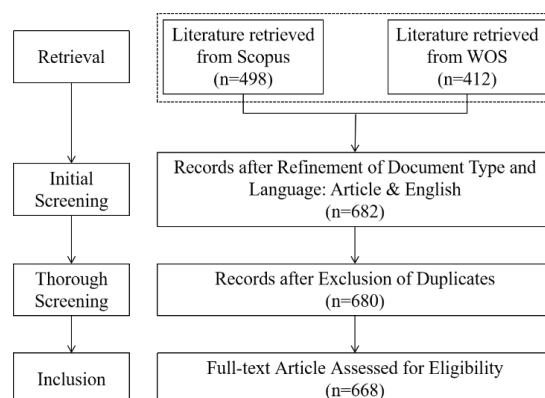 Retrieval
Literature retrieved
from Scopus
(n=498)
Literature retrieved
from WOS
(n=412)
Initial
Screening
Records after Refinement of Document Type and
Language: Article & English
(n=682)
Thorough
Screening
Records after Exclusion of Duplicates
(n=680)
Inclusion
Full-text Article Assessed for Eligibility
(n=668)